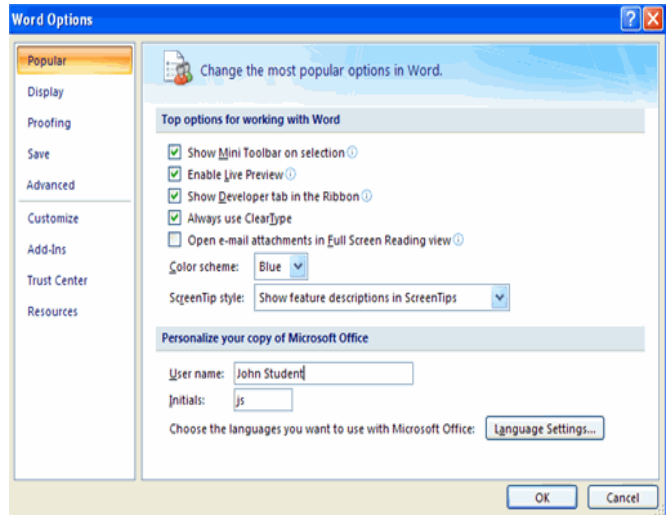 Word Options
Popular
Display
Proofing
Save
Advanced
Customize
Add-Ins
Trust Center
Resources
Change the most popular options in Word.
Top options for working with Word
Show Mini Toolbar on selection
Enable Live Preview
Show Developer tab in the Ribbon
Always use ClearType
Open e-mail attachments in Full Screen Reading view
Color scheme: Blue
ScreenTip style: Show feature descriptions in ScreenTips
Personalize your copy of Microsoft Office
User name: John Student
Initials: js
Choose the languages you want to use with Microsoft Office: Language Settings...
OK Cancel